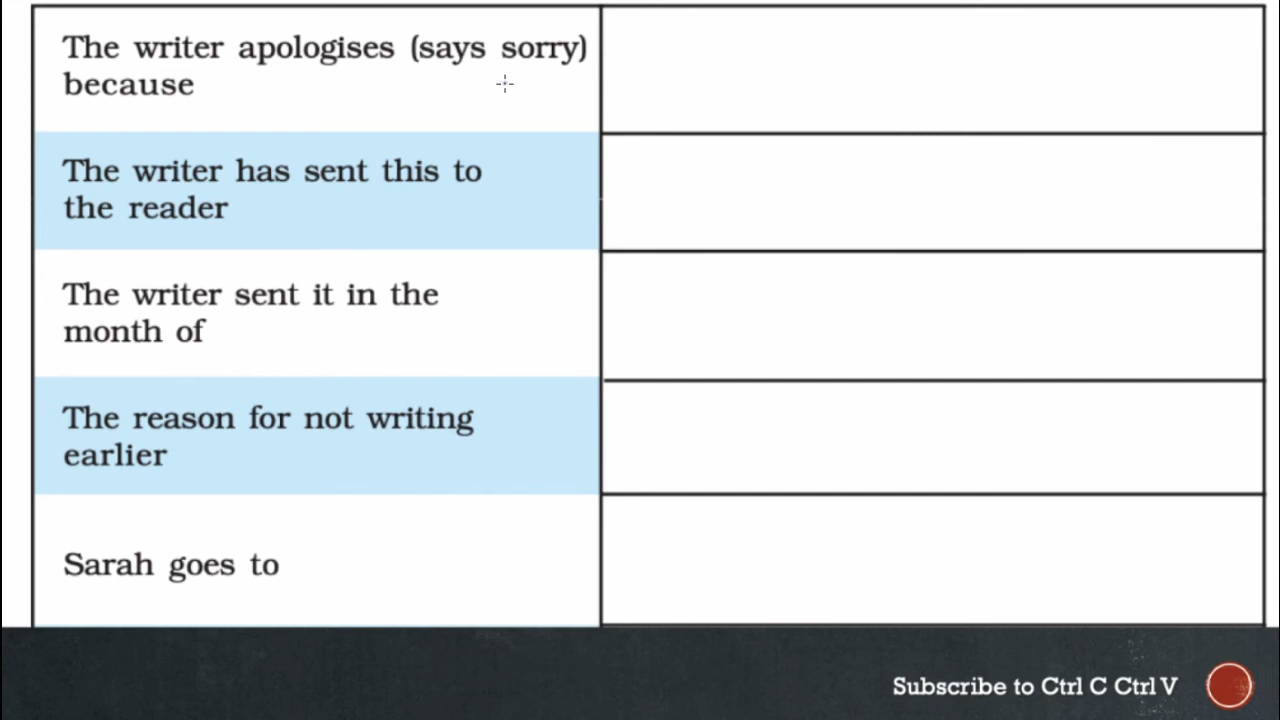 The writer apologises (says sorry)
because
The writer has sent this to
the reader
The writer sent it in the
month of
The reason for not writing
earlier
Sarah goes to
Subscribe to Ctrl C Ctrl V